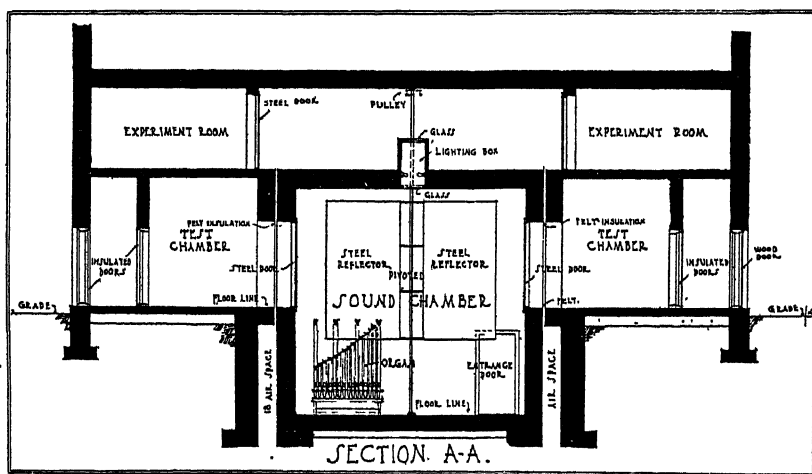 STEEL DOOR
PULLEY
EXPERIMENT ROOM
GLASS
LIGHTING BOX
EXPERIMENT ROOM
GLASS
FELT INSULATION
TEST
CHAMBER
FELT INSULATION
TEST
CHAMBER
INSULATED
DOORS
STEEL DOOR
STEEL
REFLECTOR
PIVOTED
STEEL
REFLECTOR
STEEL DOOR
INSULATED
DOORS
WOOD
DOOR
GRADE
FLOOR LINE
SOUND CHAMBER
FELT.
GRADE
ORGAN
ENTRANCE
DOOR
18 AIR SPACE
FLOOR LINE
AIR SPACE
SECTION. A-A.